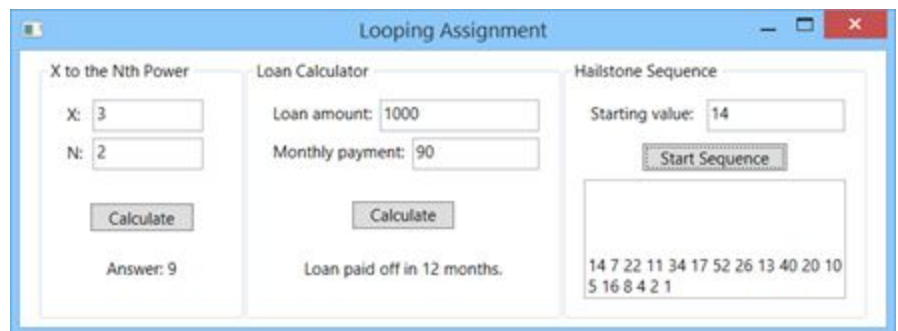 Looping Assignment
X to the Nth Power
X: 3
N: 2
Calculate
Answer: 9
Loan Calculator
Loan amount: 1000
Monthly payment: 90
Calculate
Loan paid off in 12 months.
Hailstone Sequence
Starting value: 14
Start Sequence
14 7 22 11 34 17 52 26 13 40 20 10
5 16 8 4 2 1